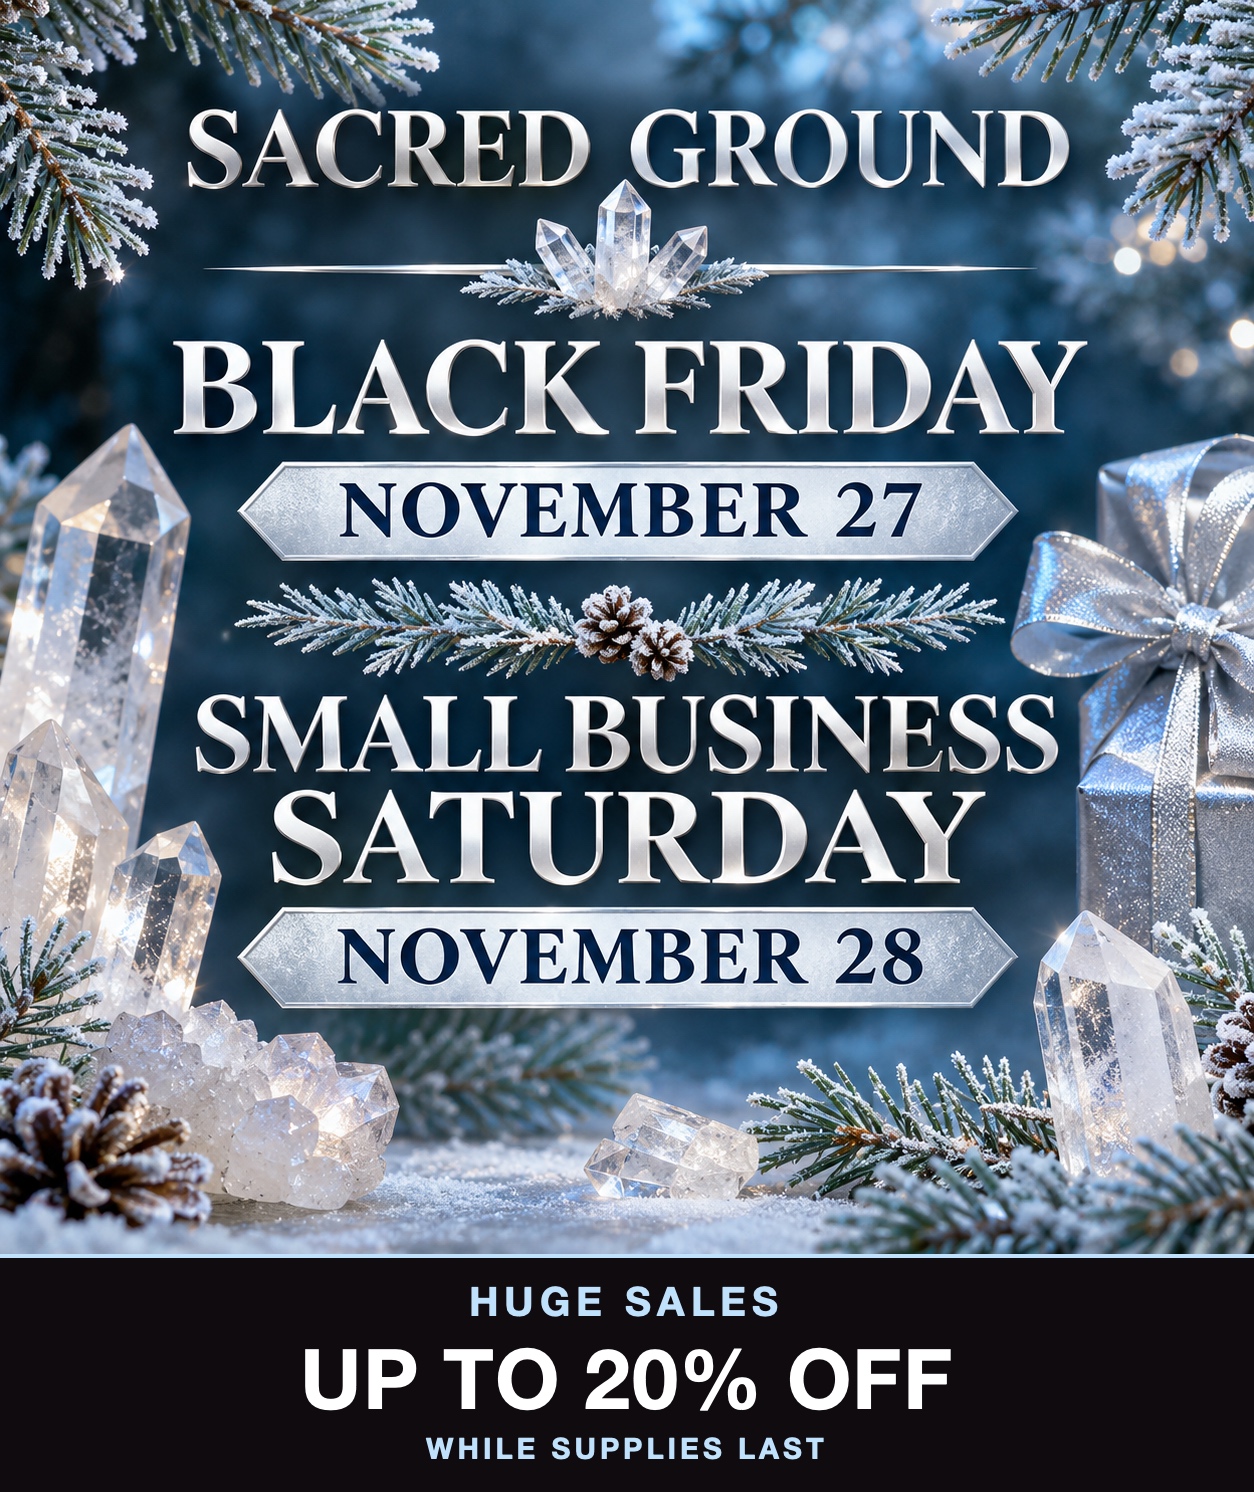 SACRED GROUND
BLACK FRIDAY
NOVEMBER 27
SMALL BUSINESS
SATURDAY
NOVEMBER 28
HUGE SALES
UP TO 20% OFF
WHILE SUPPLIES LAST